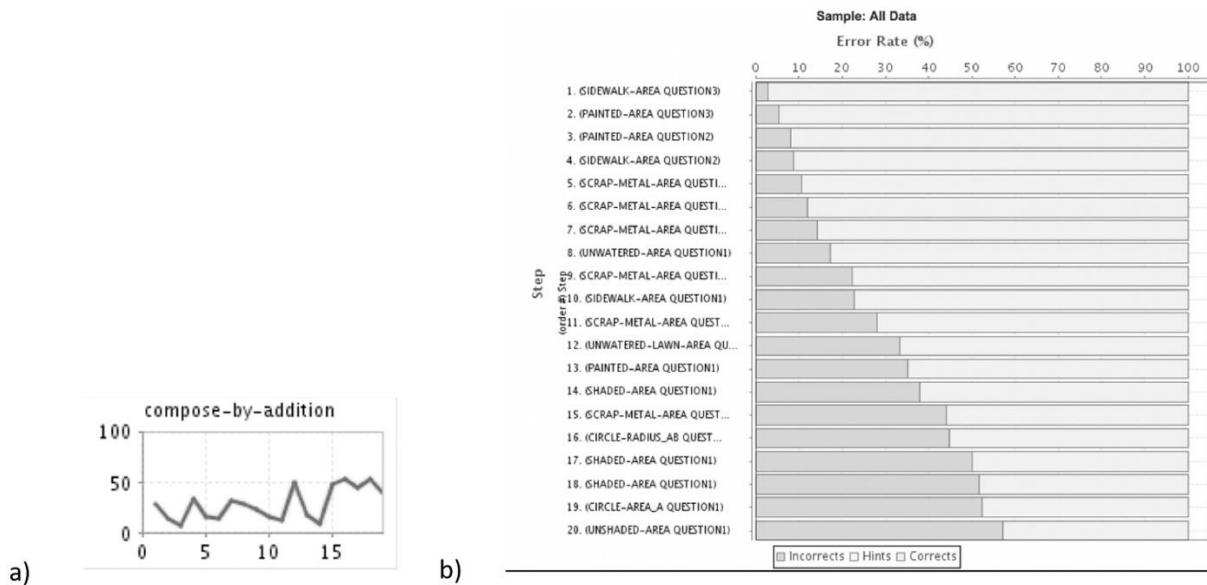 compose-by-addition
100
50
0
0 5 10 15
a)
Sample: All Data
Error Rate (%)
0 10 20 30 40 50 60 70 80 90 100
Step
(order a) Step
1. (SIDEWALK-AREA QUESTION3)
2. (PAINTED-AREA QUESTION3)
3. (PAINTED-AREA QUESTION2)
4. (SIDEWALK-AREA QUESTION2)
5. (SCRAP-METAL-AREA QUESTI...
6. (SCRAP-METAL-AREA QUESTI...
7. (SCRAP-METAL-AREA QUESTI...
8. (UNWATERED-AREA QUESTION1)
9. (SCRAP-METAL-AREA QUESTI...
10. (SIDEWALK-AREA QUESTION1)
11. (SCRAP-METAL-AREA QUEST...
12. (UNWATERED-LAWN-AREA QU...
13. (PAINTED-AREA QUESTION1)
14. (SHADED-AREA QUESTION1)
15. (SCRAP-METAL-AREA QUEST...
16. (CIRCLE-RADIUS_AB QUEST...
17. (SHADED-AREA QUESTION1)
18. (SHADED-AREA QUESTION1)
19. (CIRCLE-AREA_A QUESTION1)
20. (UNSHADED-AREA QUESTION1)
Incorrects Hints Corrects
b)